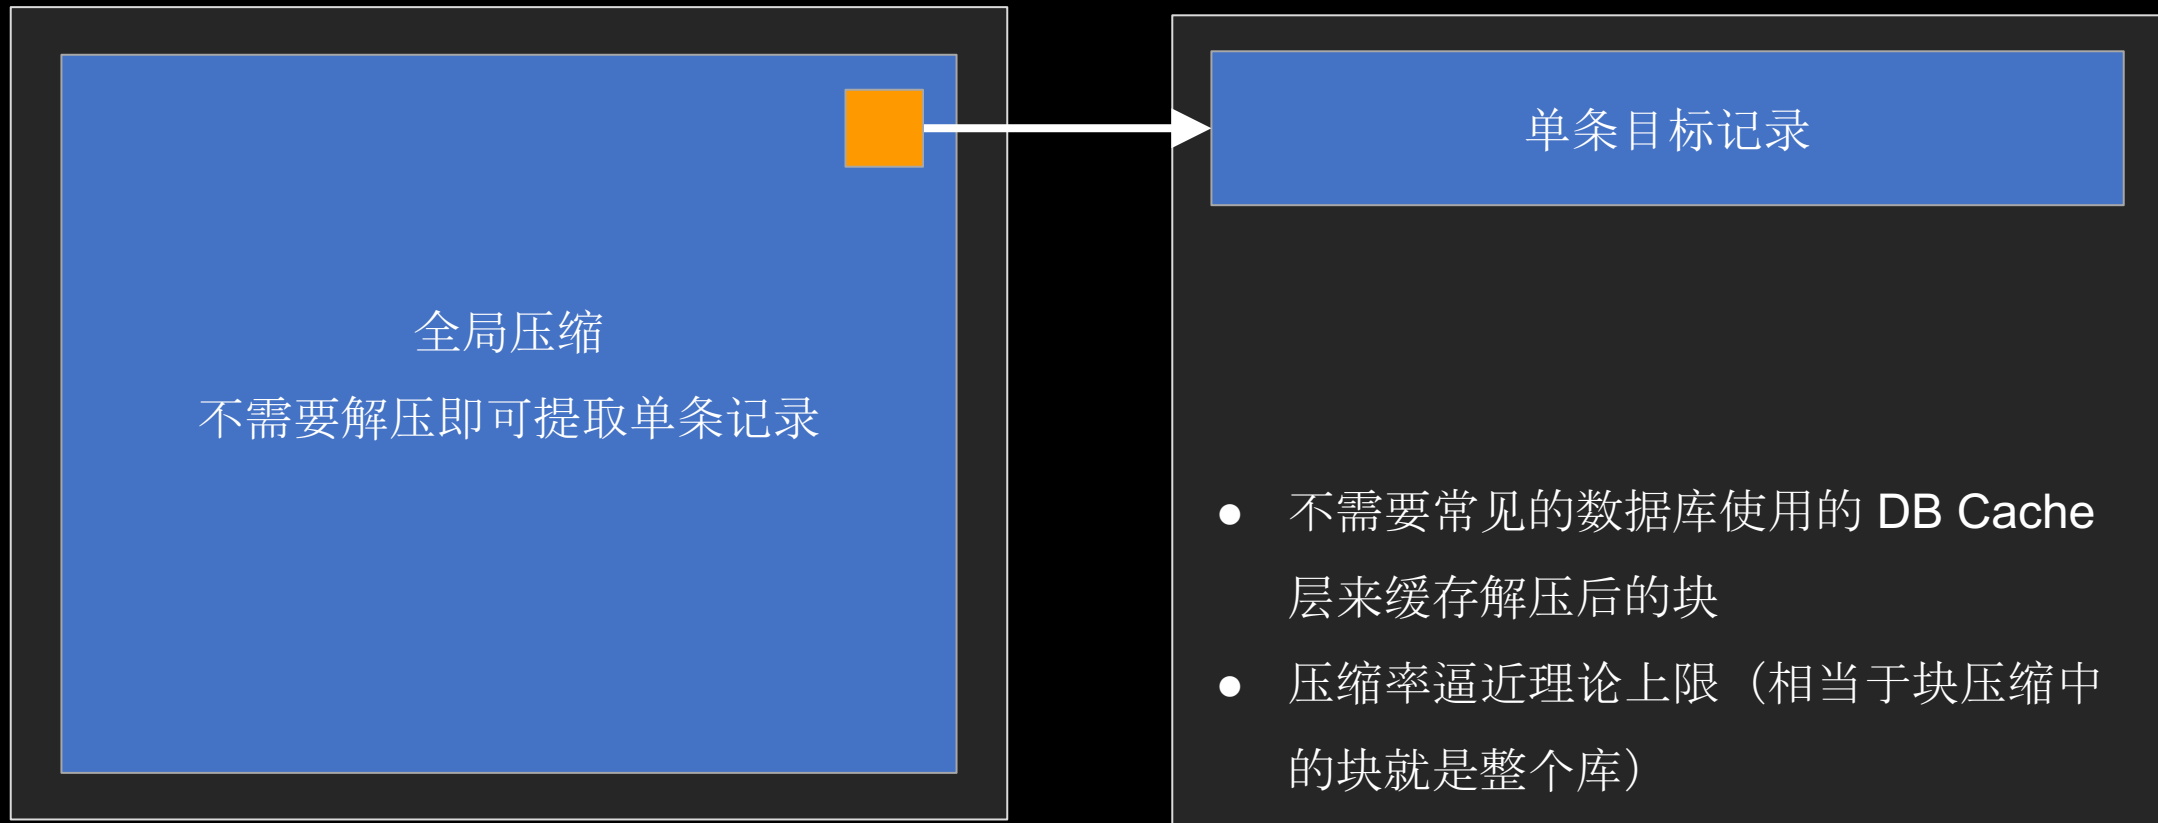 全局压缩
不需要解压即可提取单条记录
单条目标记录
● 不需要常见的数据库使用的 DB Cache
层来缓存解压后的块
● 压缩率逼近理论上限（相当于块压缩中
的块就是整个库）